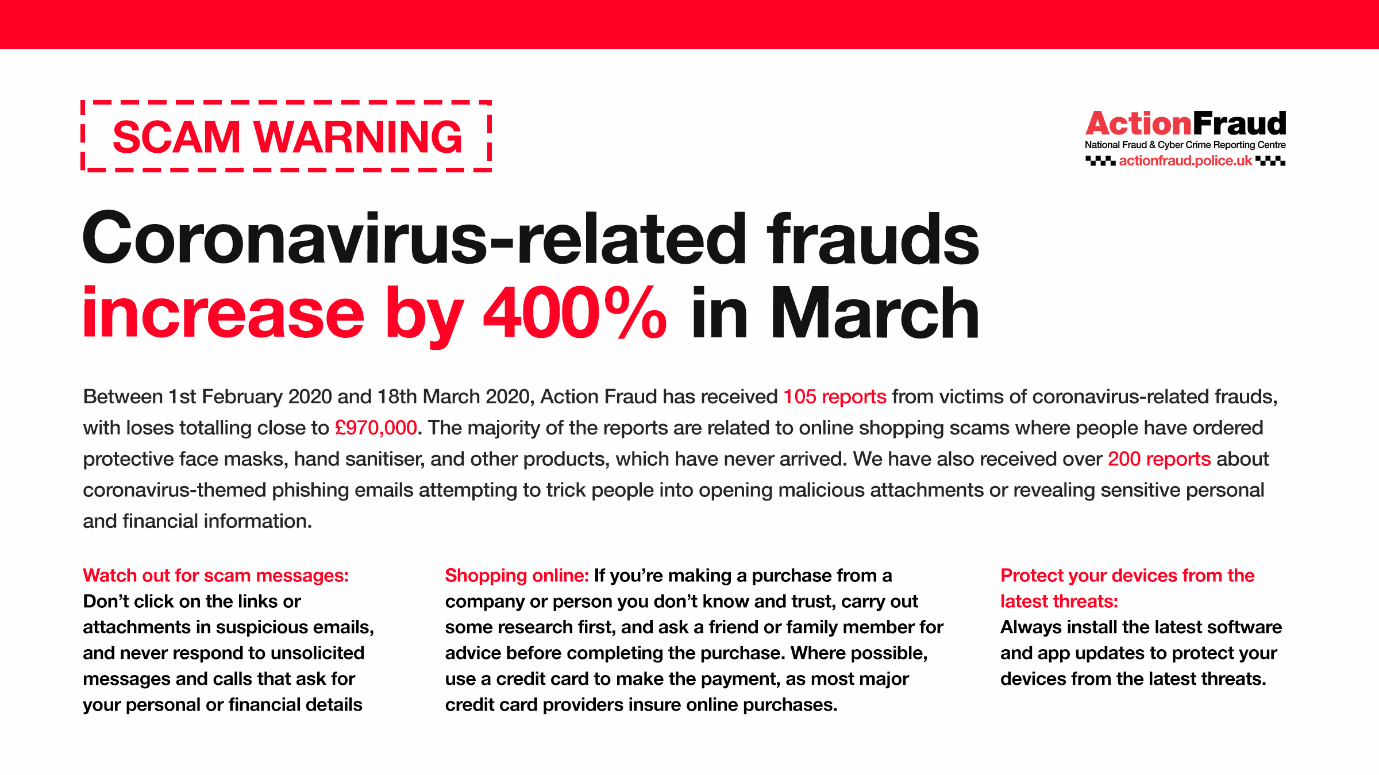 SCAM WARNING
ActionFraud
National Fraud & Cyber Crime Reporting Centre
actionfraud.police.uk
Coronavirus-related frauds
increase by 400% in March
Between 1st February 2020 and 18th March 2020, Action Fraud has received 105 reports from victims of coronavirus-related frauds,
with loses totalling close to £970,000. The majority of the reports are related to online shopping scams where people have ordered
protective face masks, hand sanitiser, and other products, which have never arrived. We have also received over 200 reports about
coronavirus-themed phishing emails attempting to trick people into opening malicious attachments or revealing sensitive personal
and financial information.
Watch out for scam messages:
Don’t click on the links or
attachments in suspicious emails,
and never respond to unsolicited
messages and calls that ask for
your personal or financial details
Shopping online: If you’re making a purchase from a
company or person you don’t know and trust, carry out
some research first, and ask a friend or family member for
advice before completing the purchase. Where possible,
use a credit card to make the payment, as most major
credit card providers insure online purchases.
Protect your devices from the
latest threats:
Always install the latest software
and app updates to protect your
devices from the latest threats.